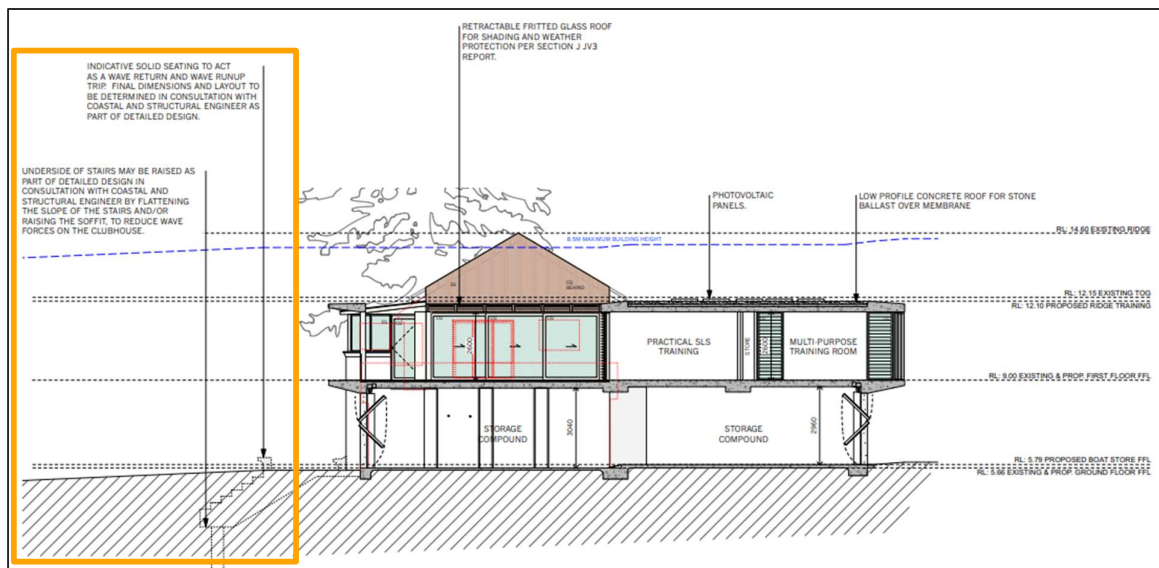 RETRACTABLE FRITTED GLASS ROOF
FOR SHADING AND WEATHER
PROTECTION PER SECTION J JV3
REPORT.
INDICATIVE SOLID SEATING TO ACT
AS A WAVE RETURN AND WAVE RUNUP
TRIP. FINAL DIMENSIONS AND LAYOUT TO
BE DETERMINED IN CONSULTATION WITH
COASTAL AND STRUCTURAL ENGINEER AS
PART OF DETAILED DESIGN.
UNDERSIDE OF STAIRS MAY BE RAISED AS
PART OF DETAILED DESIGN IN
CONSULTATION WITH COASTAL AND
STRUCTURAL ENGINEER BY FLATTENING
THE SLOPE OF THE STAIRS AND/OR
RAISING THE SOFFIT, TO REDUCE WAVE
FORCES ON THE CLUBHOUSE.
PHOTOVOLTAIC
PANELS.
LOW PROFILE CONCRETE ROOF FOR STONE
BALLAST OVER MEMBRANE
RL: 14.60 EXISTING RIDGE
8.5M MAXIMUM BUILDING HEIGHT
BEHIND
RL: 12.15 EXISTING TOG
RL: 12.10 PROPOSED RIDGE TRAINING
2600
PRACTICAL SLS
TRAINING
STORE
2600
MULTI-PURPOSE
TRAINING ROOM
RL: 9.00 EXISTING & PROP. FIRST FLOOR FFL
STORAGE
COMPOUND
3040
STORAGE
COMPOUND
2960
RL: 5.79 PROPOSED BOAT STORE FFL
RL: 5.66 EXISTING & PROP. GROUND FLOOR FFL